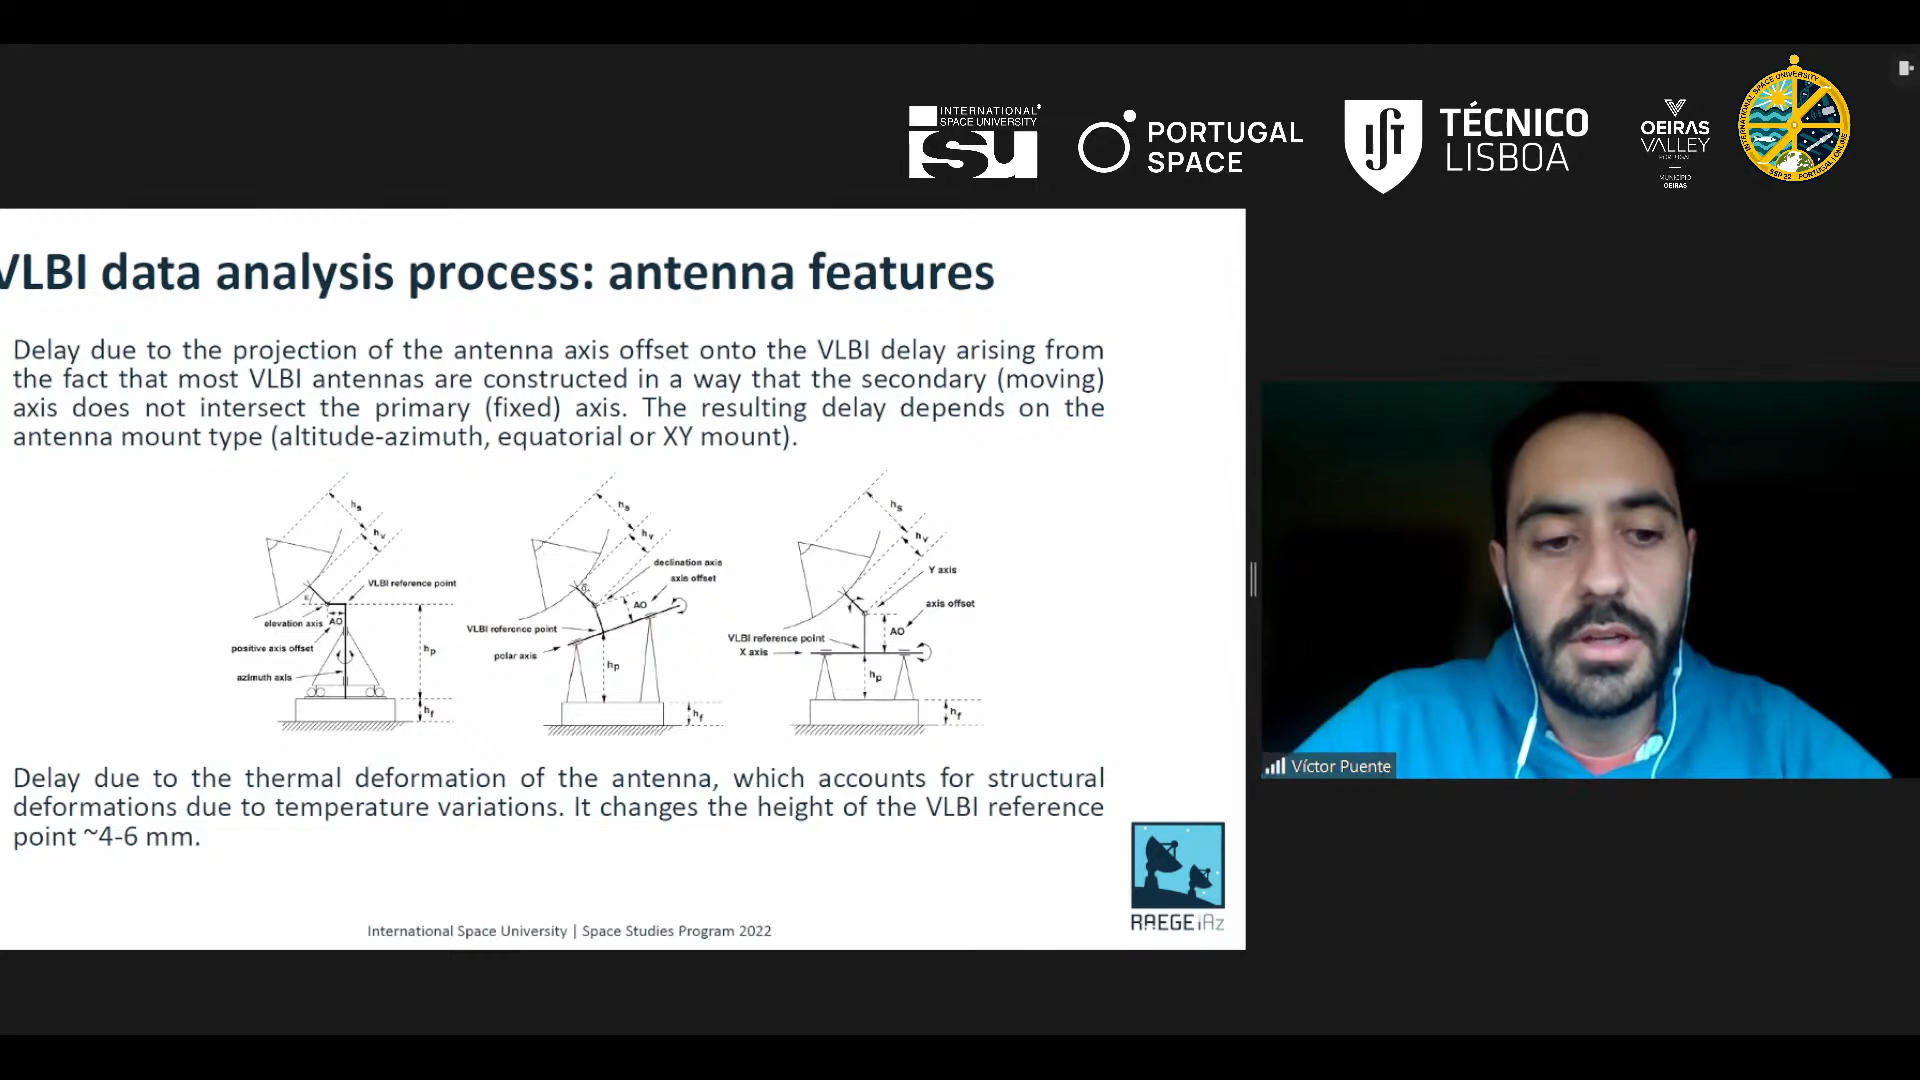 INTERNATIONAL
SPACE UNIVERSITY
isu
PORTUGAL
SPACE
TÉCNICO
LISBOA
OEIRAS
VALLEY
PORTUGAL
MUNICÍPIO
OEIRAS
INTERNATIONAL SPACE UNIVERSITY
SSP 22 PORTUGAL / ONLINE
VLBI data analysis process: antenna features
Delay due to the projection of the antenna axis offset onto the VLBI delay arising from
the fact that most VLBI antennas are constructed in a way that the secondary (moving)
axis does not intersect the primary (fixed) axis. The resulting delay depends on the
antenna mount type (altitude-azimuth, equatorial or XY mount).
hs
hv
VLBI reference point
ε
elevation axis
AO
positive axis offset
hp
azimuth axis
hf
hs
hv
declination axis
axis offset
δ
AO
VLBI reference point
polar axis
hp
hf
hs
hv
Y axis
axis offset
AO
VLBI reference point
X axis
hp
hf
Delay due to the thermal deformation of the antenna, which accounts for structural
deformations due to temperature variations. It changes the height of the VLBI reference
point ~4-6 mm.
RAEGE iAz
International Space University | Space Studies Program 2022
Víctor Puente